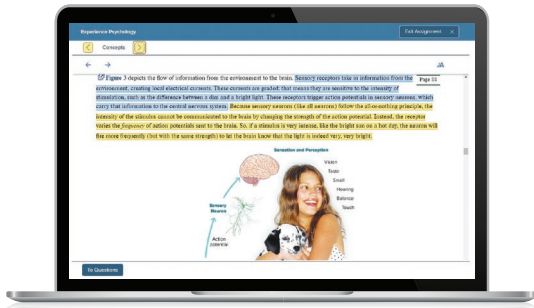 Experience Psychology
Exit Assignment X
Concepts
A
Figure 3 depicts the flow of information from the environment to the brain. Sensory receptors take in information from the
Page 88
environment, creating local electrical currents. These currents are graded; that means they are sensitive to the intensity of
stimulation, such as the difference between a dim and a bright light. These receptors trigger action potentials in sensory neurons, which
carry that information to the central nervous system. Because sensory neurons (like all neurons) follow the all-or-nothing principle, the
intensity of the stimulus cannot be communicated to the brain by changing the strength of the action potential. Instead, the receptor
varies the frequency of action potentials sent to the brain. So, if a stimulus is very intense, like the bright sun on a hot day, the neuron will
fire more frequently (but with the same strength) to let the brain know that the light is indeed very, very bright.
Sensation and Perception
Vision
Taste
Smell
Hearing
Balance
Touch
Sensory
Neuron
Action
potential
To Questions